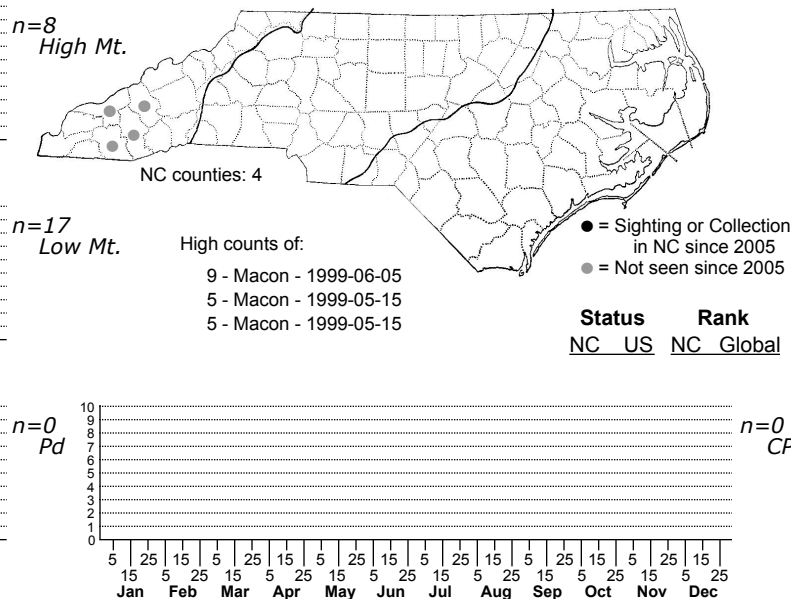 n=8
High Mt.
NC counties: 4
n=17
Low Mt.
High counts of:
9 - Macon - 1999-06-05
5 - Macon - 1999-05-15
5 - Macon - 1999-05-15
= Sighting or Collection
in NC since 2005
= Not seen since 2005
Status Rank
NC US NC Global
n=0
Pd
n=0
CP
10
9
8
7
6
5
4
3
2
1
0
5 25 15 5 25 15 5 25 15 5 25 15 5 25 15 5 25 15
15 5 25 15 5 25 15 5 25 15 5 25 15 5 25 15 5 25
Jan Feb Mar Apr May Jun Jul Aug Sep Oct Nov Dec